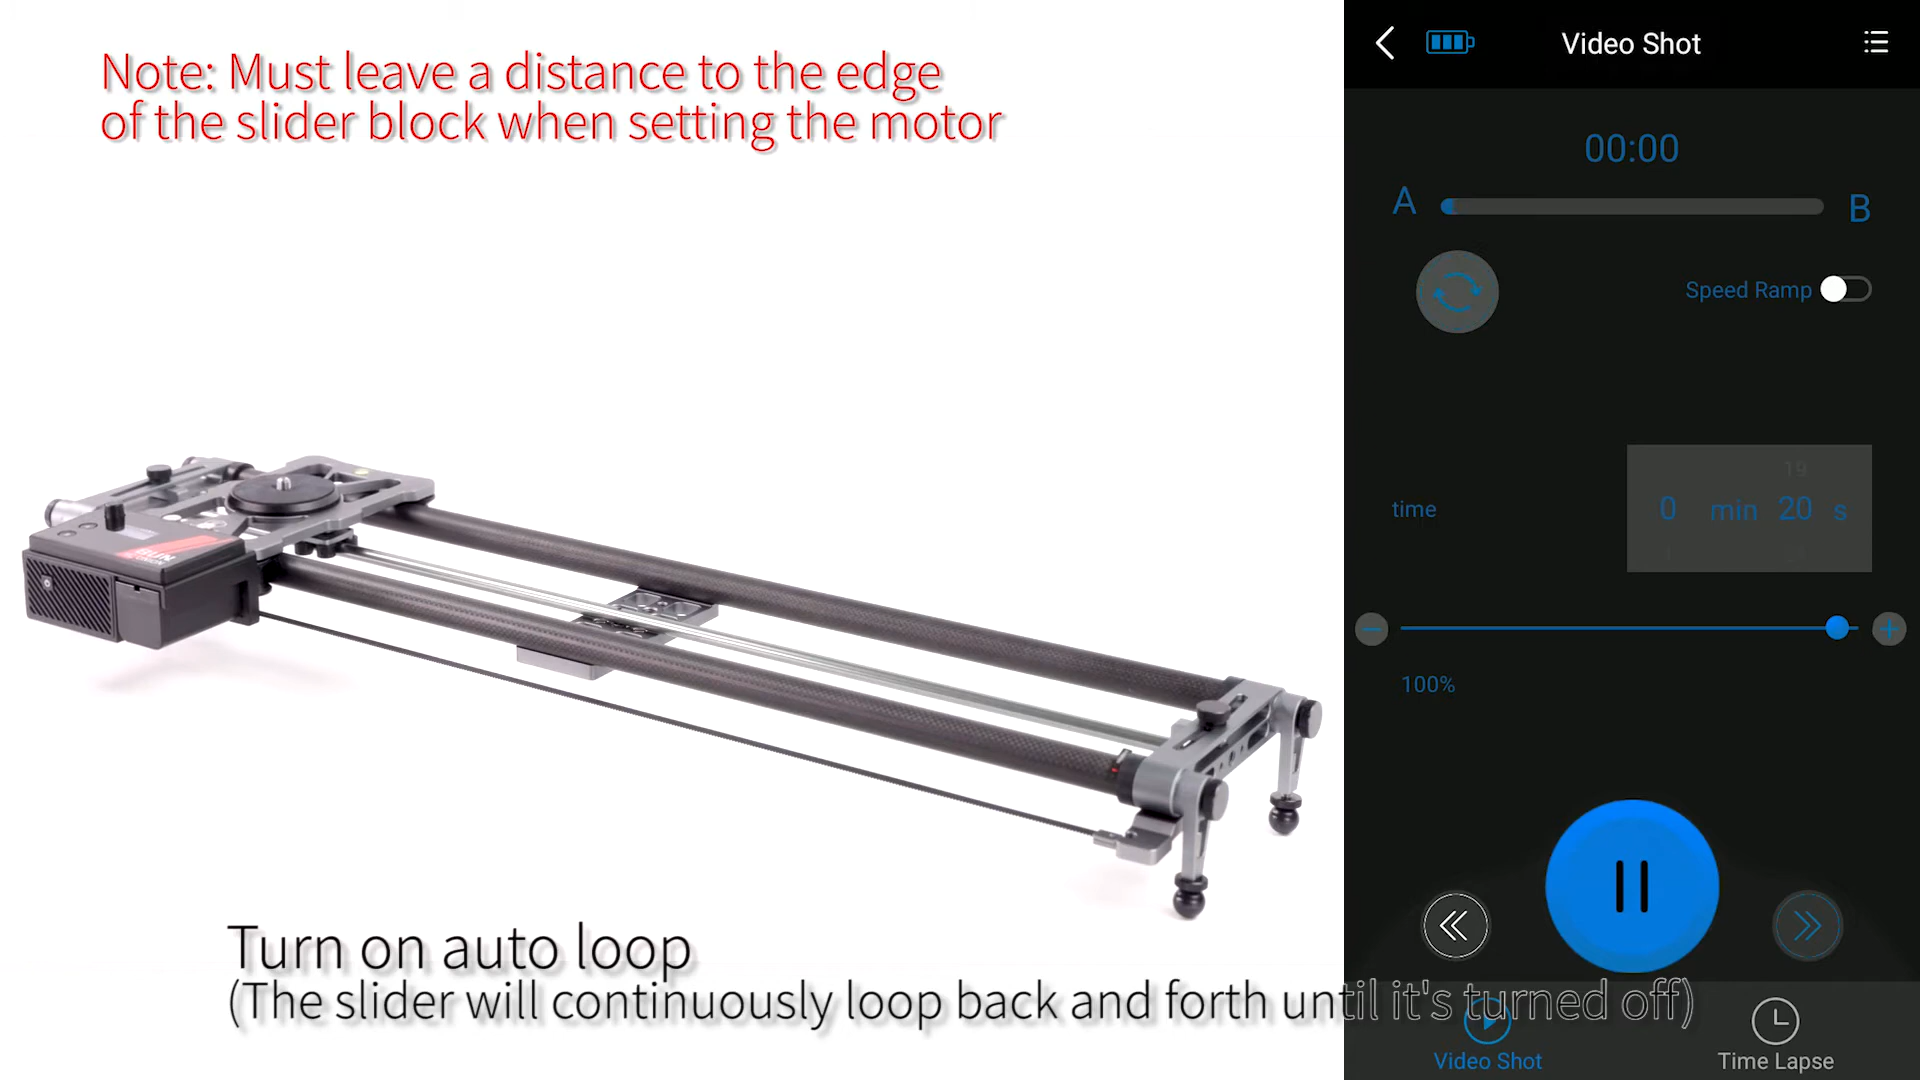 Note: Must leave a distance to the edge
of the slider block when setting the motor
Video Shot
00:00
A
B
Speed Ramp
19
time
0 min 20 s
100%
Turn on auto loop
(The slider will continuously loop back and forth until it's turned off)
Video Shot
Time Lapse